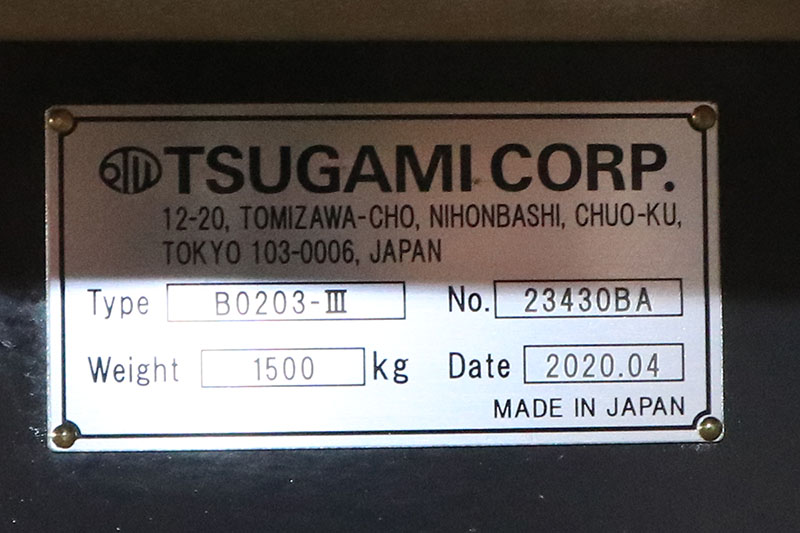 TSUGAMI CORP.
12-20, TOMIZAWA-CHO, NIHONBASHI, CHUO-KU,
TOKYO 103-0006, JAPAN
Type B0203-III No. 23430BA
Weight 1500 kg Date 2020.04
MADE IN JAPAN